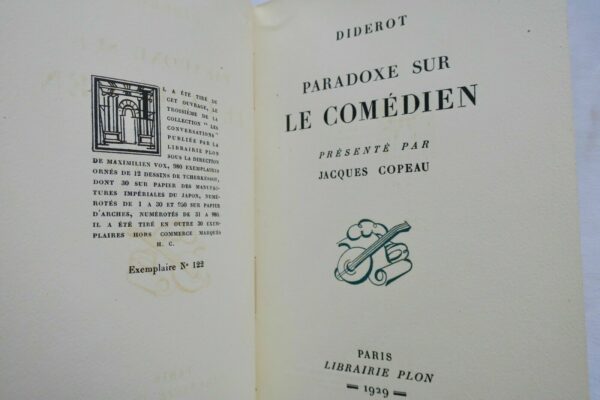 IL A ÉTÉ TIRÉ DE
CET OUVRAGE, LE
TROISIÈME DE LA
COLLECTION "LES
CONVERSATIONS"
PUBLIÉE PAR LA
LIBRAIRIE PLON
SOUS LA DIRECTION
DE MAXIMILIEN VOX, 980 EXEMPLAIRES
ORNÉS DE 12 DESSINS DE TCHERKESSOF,
DONT 30 SUR PAPIER DES MANUFAC-
TURES IMPÉRIALES DU JAPON, NUMÉ-
ROTÉS DE 1 A 30 ET 950 SUR PAPIER
D'ARCHES, NUMÉROTÉS DE 31 A 980.
IL A ÉTÉ TIRÉ EN OUTRE 30 EXEM-
PLAIRES HORS COMMERCE MARQUÉS
H. C.
Exemplaire No 122
DIDEROT
PARADOXE SUR
LE COMÉDIEN
PRÉSENTÉ PAR
JACQUES COPEAU
PARIS
LIBRAIRIE PLON
1929